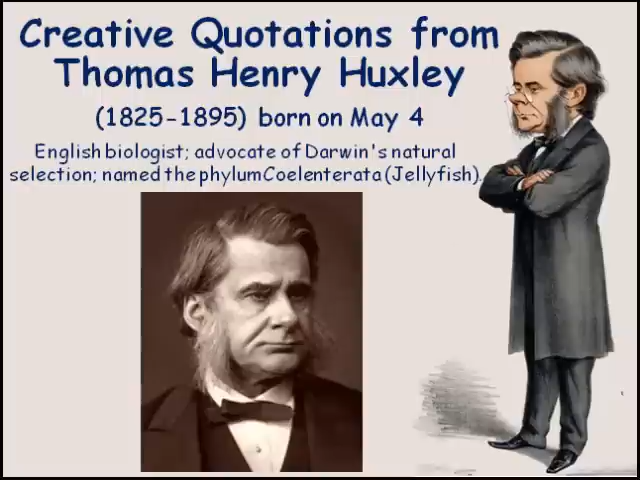 Creative Quotations from
Thomas Henry Huxley
(1825-1895) born on May 4
English biologist; advocate of Darwin's natural
selection; named the phylum Coelenterata (Jellyfish).